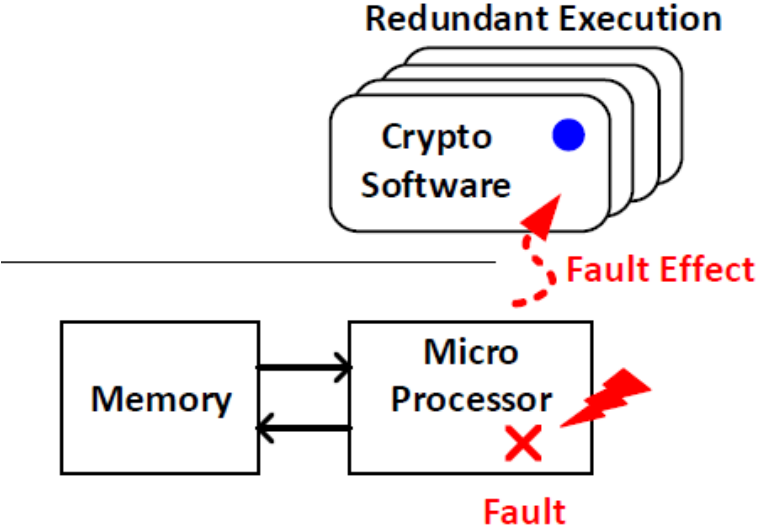 Redundant Execution
Crypto
Software
Fault Effect
Micro
Memory
Processor
Fault